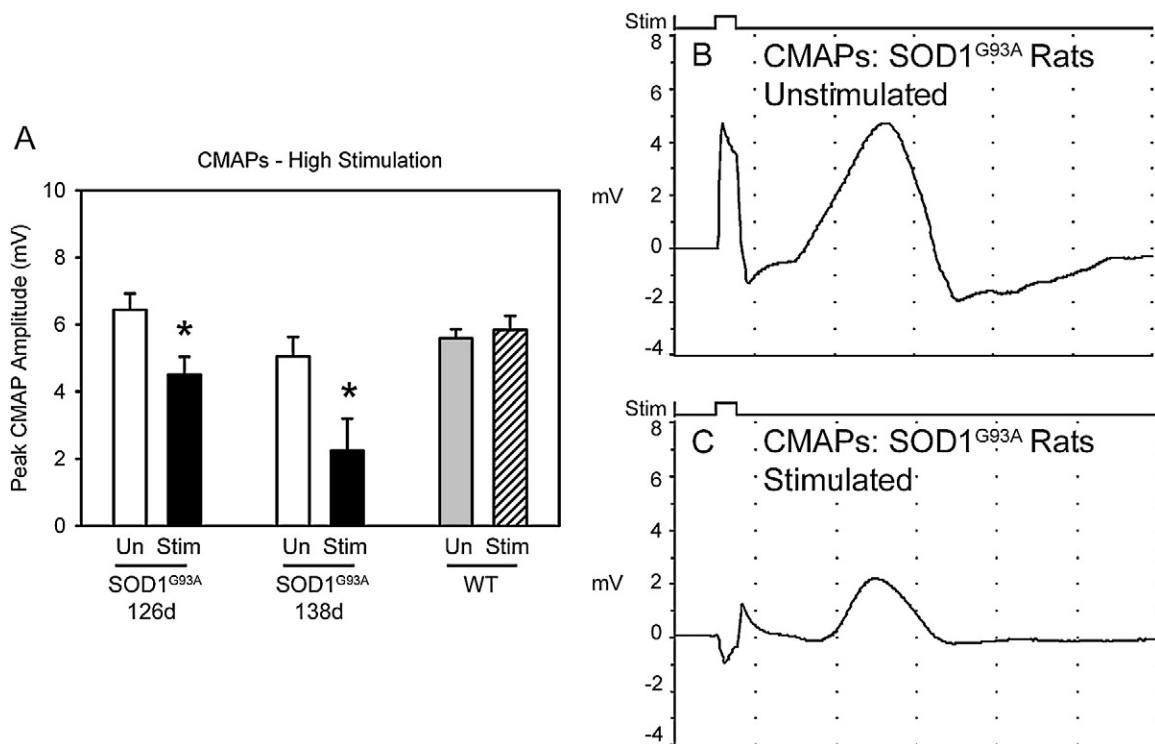 A
CMAPs - High Stimulation
Peak CMAP Amplitude (mV)
10
8
6
4
2
0
*
*
Un Stim
Un Stim
Un Stim
SOD1G93A
126d
SOD1G93A
138d
WT
Stim
B
CMAPs: SOD1G93A Rats
Unstimulated
mV
8
6
4
2
0
-2
-4
Stim
C
CMAPs: SOD1G93A Rats
Stimulated
mV
8
6
4
2
0
-2
-4